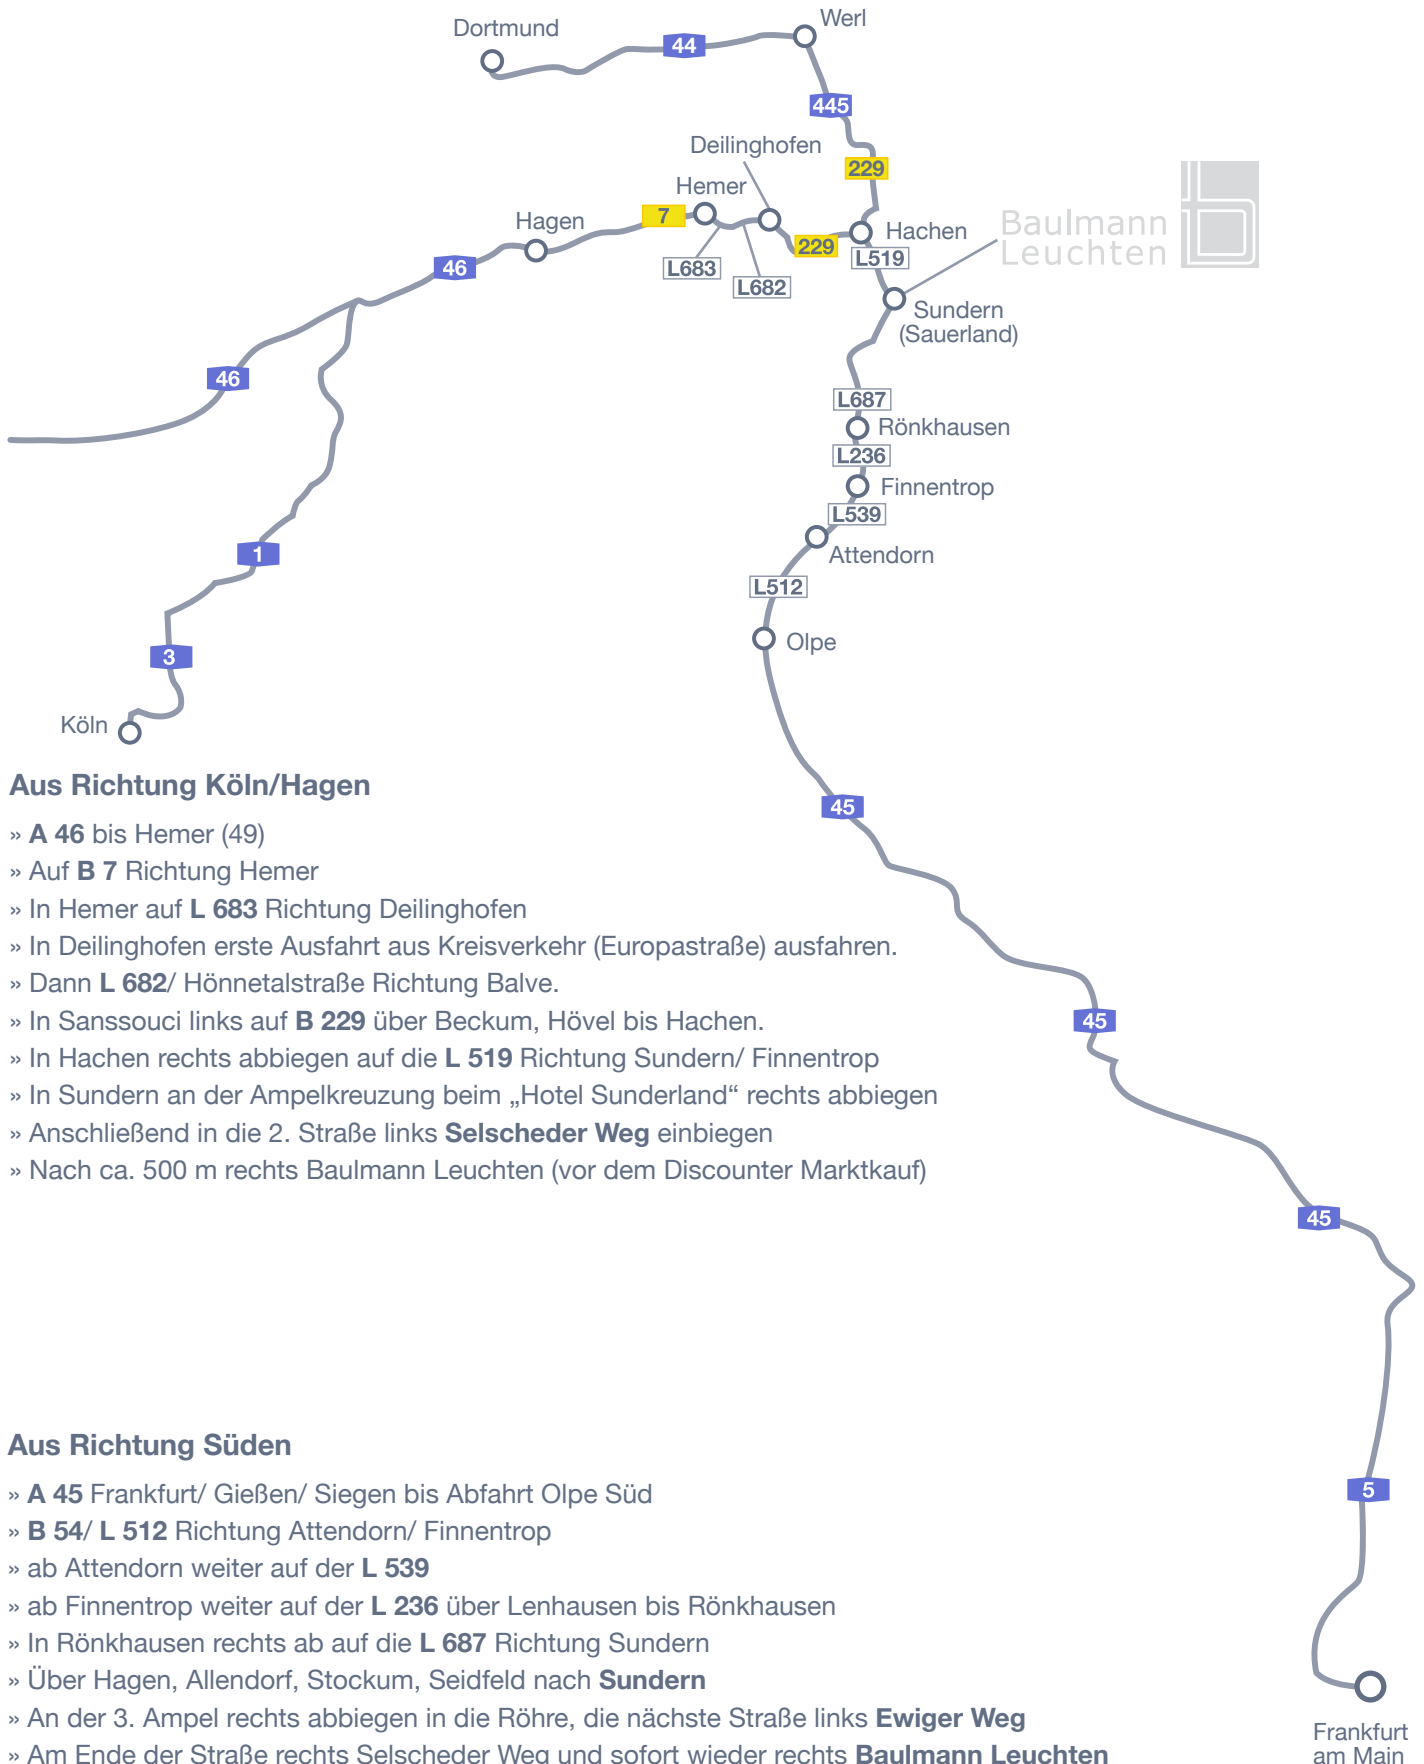 Dortmund
Werl
44
445
Deilinghofen
229
Hemer
7
Hagen
Hachen
Baulmann
Leuchten
229
L519
46
L683
L682
Sundern
(Sauerland)
46
L687
Rönkhausen
L236
Finnentrop
L539
1
Attendorn
L512
Olpe
3
Köln
Aus Richtung Köln/Hagen
45
» A 46 bis Hemer (49)
» Auf B 7 Richtung Hemer
» In Hemer auf L 683 Richtung Deilinghofen
» In Deilinghofen erste Ausfahrt aus Kreisverkehr (Europastraße) ausfahren.
» Dann L 682/ Hönnetalstraße Richtung Balve.
» In Sanssouci links auf B 229 über Beckum, Hövel bis Hachen.
45
» In Hachen rechts abbiegen auf die L 519 Richtung Sundern/ Finnentrop
» In Sundern an der Ampelkreuzung beim „Hotel Sunderland“ rechts abbiegen
» Anschließend in die 2. Straße links Selscheder Weg einbiegen
» Nach ca. 500 m rechts Baulmann Leuchten (vor dem Discounter Marktkauf)
45
Aus Richtung Süden
» A 45 Frankfurt/ Gießen/ Siegen bis Abfahrt Olpe Süd
5
» B 54/ L 512 Richtung Attendorn/ Finnentrop
» ab Attendorn weiter auf der L 539
» ab Finnentrop weiter auf der L 236 über Lenhausen bis Rönkhausen
» In Rönkhausen rechts ab auf die L 687 Richtung Sundern
» Über Hagen, Allendorf, Stockum, Seidfeld nach Sundern
» An der 3. Ampel rechts abbiegen in die Röhre, die nächste Straße links Ewiger Weg
» Am Ende der Straße rechts Selscheder Weg und sofort wieder rechts Baulmann Leuchten
Frankfurt
am Main